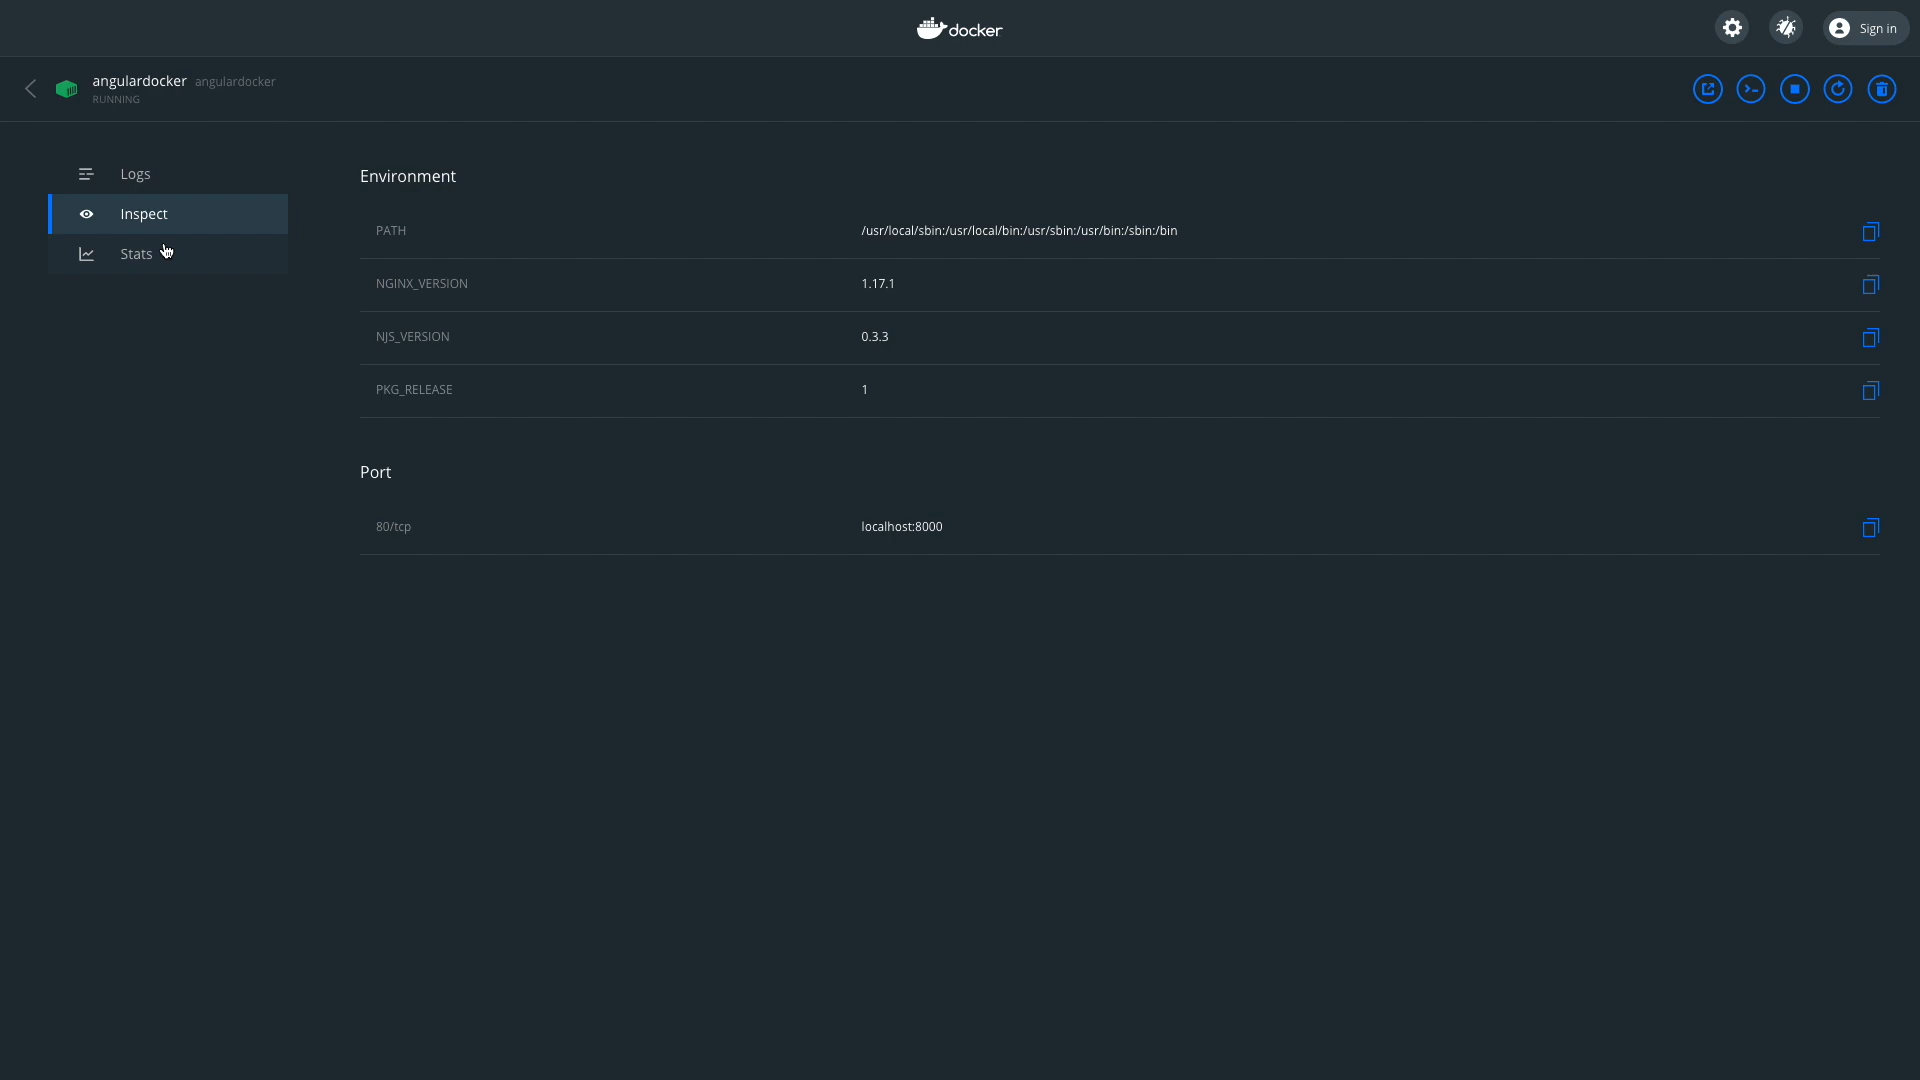 docker
Sign in
angulardocker angulardocker
RUNNING
Logs
Inspect
Stats
Environment
PATH /usr/local/sbin:/usr/local/bin:/usr/sbin:/usr/bin:/sbin:/bin
NGINX_VERSION 1.17.1
NJS_VERSION 0.3.3
PKG_RELEASE 1
Port
80/tcp localhost:8000